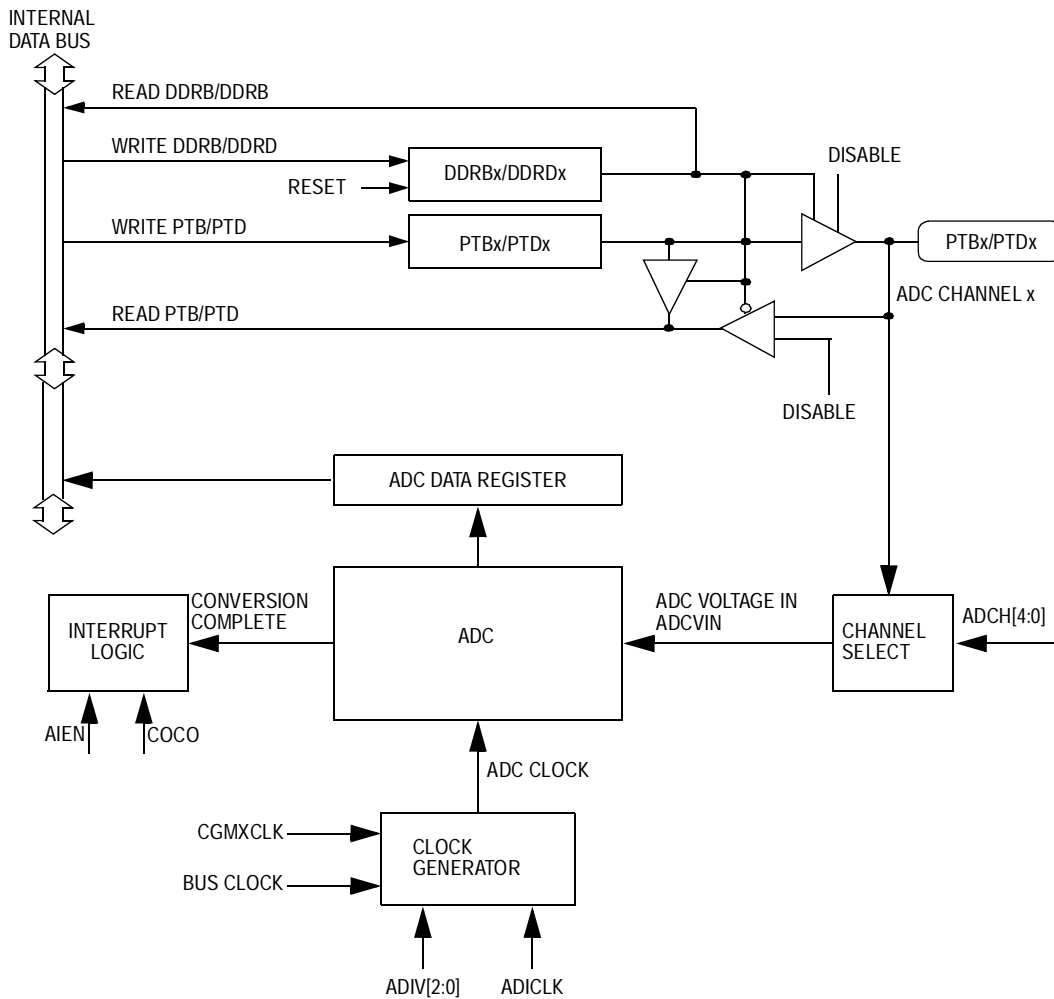 INTERNAL
DATA BUS
READ DDRB/DDRB
WRITE DDRB/DDRD
DISABLE
DDRBx/DDRDx
RESET
WRITE PTB/PTD
PTBx/PTDx
PTBx/PTDx
ADC CHANNEL x
READ PTB/PTD
DISABLE
ADC DATA REGISTER
CONVERSION
COMPLETE
INTERRUPT
LOGIC
ADC
ADC VOLTAGE IN
ADCVIN
CHANNEL
SELECT
ADCH[4:0]
AIEN
COCO
ADC CLOCK
CGMXCLK
CLOCK
GENERATOR
BUS CLOCK
ADIV[2:0]
ADICLK